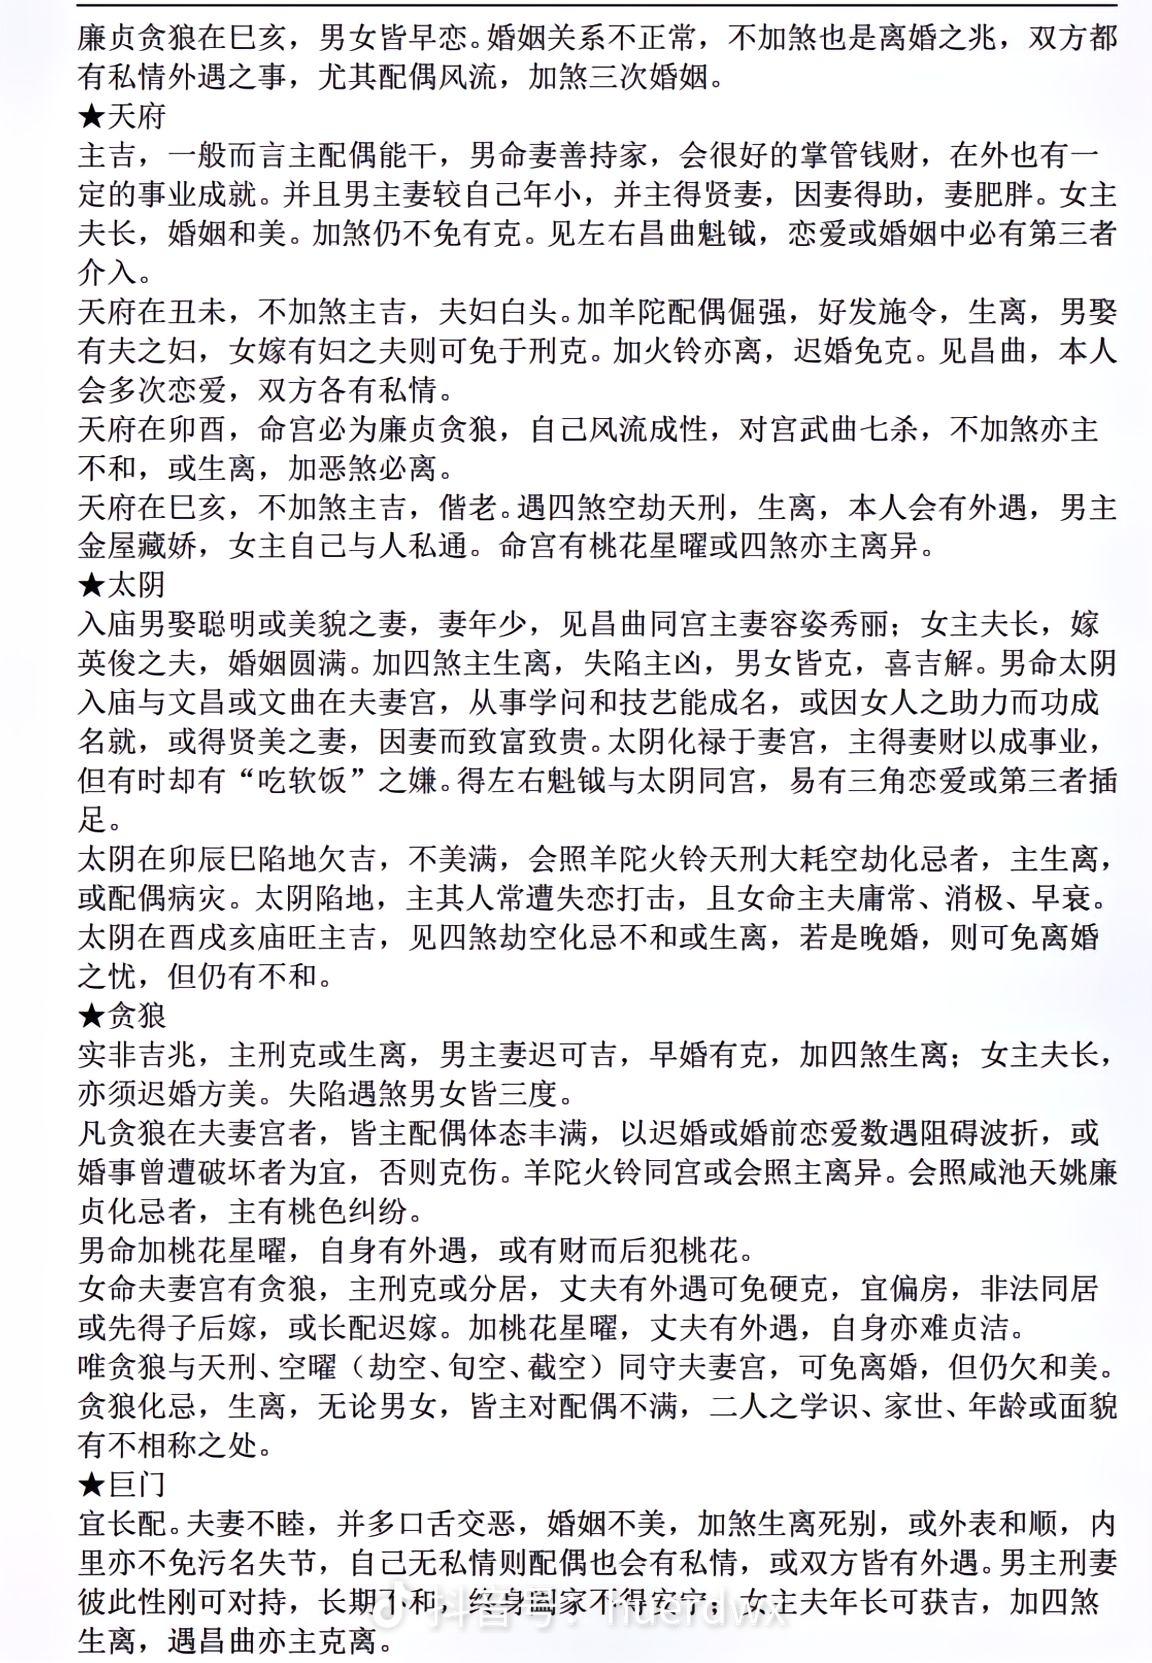 廉贞贪狼在巳亥，男女皆早恋。婚姻关系不正常，不加煞也是离婚之兆，双方都
有私情外遇之事，尤其配偶风流，加煞三次婚姻。
★天府
主吉，一般而言主配偶能干，男命妻善持家，会很好的掌管钱财，在外也有一
定的事业成就。并且男主妻较自己年小，并主得贤妻，因妻得助，妻肥胖。女主
夫长，婚姻和美。加煞仍不免有克。见左右昌曲魁钺，恋爱或婚姻中必有第三者
介入。
天府在丑未，不加煞主吉，夫妇白头。加羊陀配偶倔强，好发施令，生离，男娶
有夫之妇，女嫁有妇之夫则可免于刑克。加火铃亦离，迟婚免克。见昌曲，本人
会多次恋爱，双方各有私情。
天府在卯酉，命宫必为廉贞贪狼，自己风流成性，对宫武曲七杀，不加煞亦主
不和，或生离，加恶煞必离。
天府在巳亥，不加煞主吉，偕老。遇四煞空劫天刑，生离，本人会有外遇，男主
金屋藏娇，女主自己与人私通。命宫有桃花星曜或四煞亦主离异。
★太阴
入庙男娶聪明或美貌之妻，妻年少，见昌曲同宫主妻容姿秀丽；女主夫长，嫁
英俊之夫，婚姻圆满。加四煞主生离，失陷主凶，男女皆克，喜吉解。男命太阴
入庙与文昌或文曲在夫妻宫，从事学问和技艺能成名，或因女人之助力而功成
名就，或得贤美之妻，因妻而致富致贵。太阴化禄于妻宫，主得妻财以成事业，
但有时却有“吃软饭”之嫌。得左右魁钺与太阴同宫，易有三角恋爱或第三者插
足。
太阴在卯辰巳陷地欠吉，不美满，会照羊陀火铃天刑大耗空劫化忌者，主生离，
或配偶病灾。太阴陷地，主其人常遭失恋打击，且女命主夫庸常、消极、早衰。
太阴在酉戌亥庙旺主吉，见四煞劫空化忌不和或生离，若是晚婚，则可免离婚
之忧，但仍有不和。
★贪狼
实非吉兆，主刑克或生离，男主妻迟可吉，早婚有克，加四煞生离；女主夫长，
亦须迟婚方美。失陷遇煞男女皆三度。
凡贪狼在夫妻宫者，皆主配偶体态丰满，以迟婚或婚前恋爱数遇阻碍波折，或
婚事曾遭破坏者为宜，否则克伤。羊陀火铃同宫或会照主离异。会照咸池天姚廉
贞化忌者，主有桃色纠纷。
男命加桃花星曜，自身有外遇，或有财而后犯桃花。
女命夫妻宫有贪狼，主刑克或分居，丈夫有外遇可免硬克，宜偏房，非法同居
或先得子后嫁，或长配迟嫁。加桃花星曜，丈夫有外遇，自身亦难贞洁。
唯贪狼与天刑、空曜（劫空、旬空、截空）同守夫妻宫，可免离婚，但仍欠和美。
贪狼化忌，生离，无论男女，皆主对配偶不满，二人之学识、家世、年龄或面貌
有不相称之处。
★巨门
宜长配。夫妻不睦，并多口舌交恶，婚姻不美，加煞生离死别，或外表和顺，内
里亦不免污名失节，自己无私情则配偶也会有私情，或双方皆有外遇。男主刑妻
彼此性刚可对持，长期不和，终身阖家不得安宁；女主夫年长可获吉，加四煞
生离，遇昌曲亦主克离。
抖音号：huerdwx